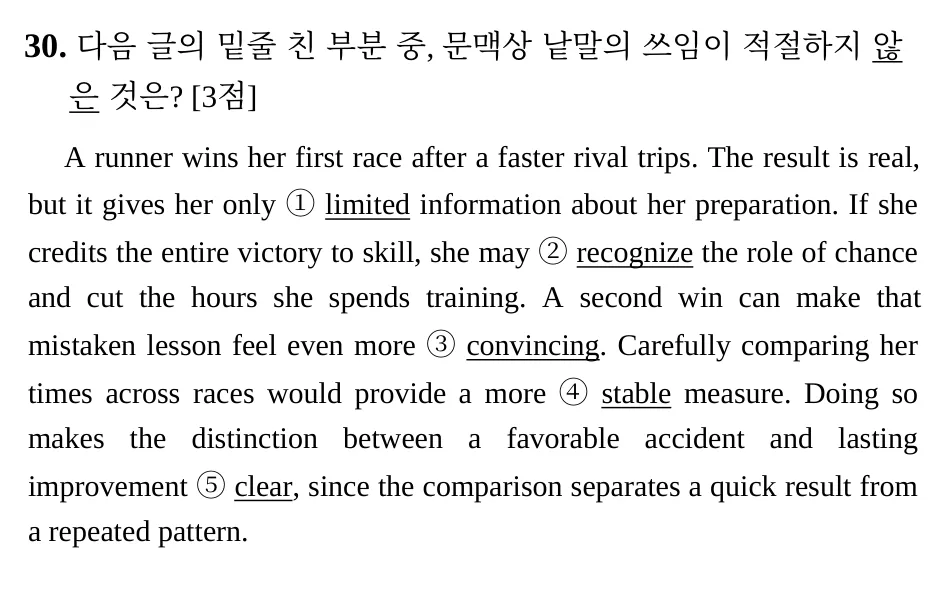 30. 다음 글의 밑줄 친 부분 중, 문맥상 낱말의 쓰임이 적절하지 않
은 것은? [3점]
A runner wins her first race after a faster rival trips. The result is real,
but it gives her only ① limited information about her preparation. If she
credits the entire victory to skill, she may ② recognize the role of chance
and cut the hours she spends training. A second win can make that
mistaken lesson feel even more ③ convincing. Carefully comparing her
times across races would provide a more ④ stable measure. Doing so
makes the distinction between a favorable accident and lasting
improvement ⑤ clear, since the comparison separates a quick result from
a repeated pattern.